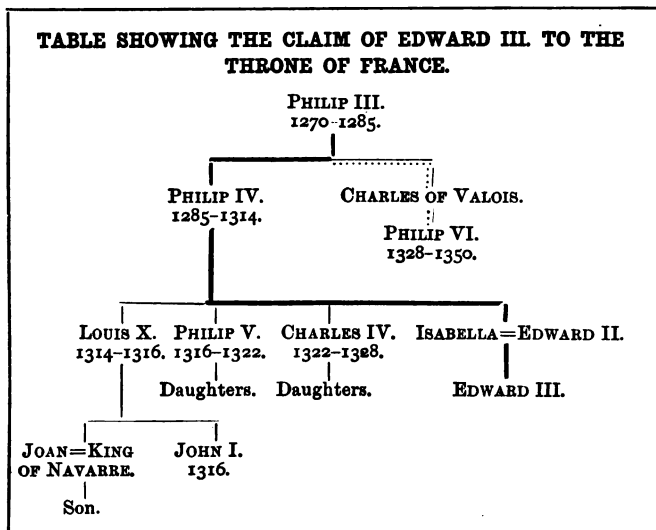 TABLE SHOWING THE CLAIM OF EDWARD III. TO THE
THRONE OF FRANCE.
PHILIP III.
1270-1285.
PHILIP IV.
1285-1314.
CHARLES OF VALOIS.
PHILIP VI.
1328-1350.
LOUIS X.
1314-1316.
PHILIP V.
1316-1322.
CHARLES IV.
1322-1328.
ISABELLA=EDWARD II.
Daughters.
Daughters.
EDWARD III.
JOAN=KING
OF NAVARRE.
JOHN I.
1316.
Son.